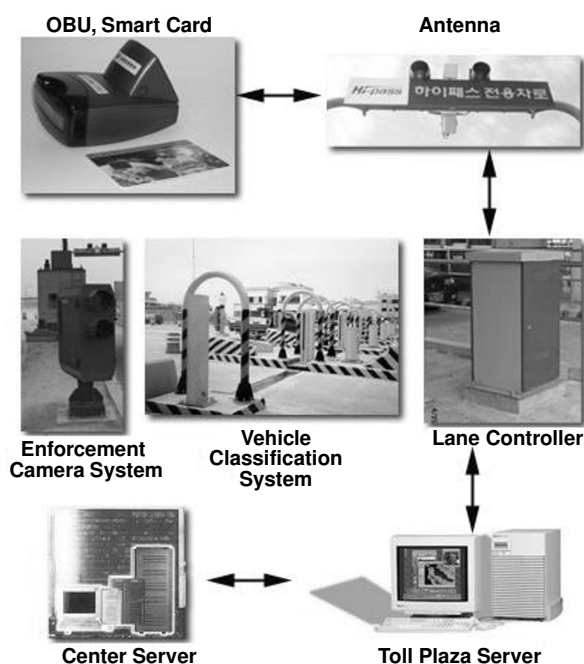 OBU, Smart Card
Antenna
Hi-pass 하이패스 전용차로
Enforcement
Camera System
Vehicle
Classification
System
Lane Controller
Center Server
Toll Plaza Server